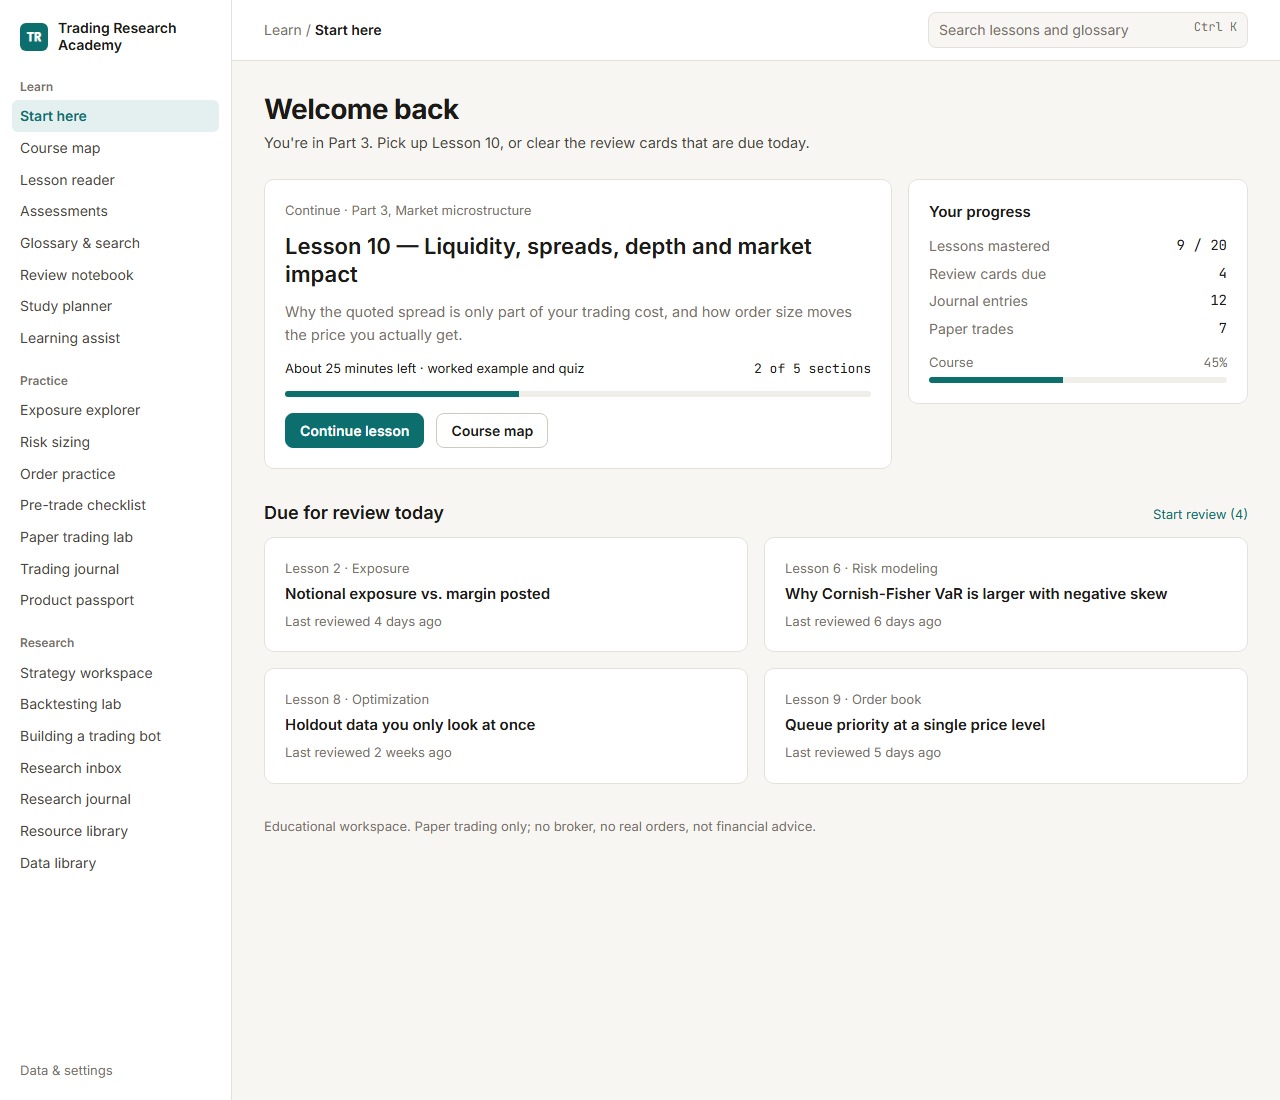 TR
Trading Research
Academy
Learn
Start here
Course map
Lesson reader
Assessments
Glossary & search
Review notebook
Study planner
Learning assist
Practice
Exposure explorer
Risk sizing
Order practice
Pre-trade checklist
Paper trading lab
Trading journal
Product passport
Research
Strategy workspace
Backtesting lab
Building a trading bot
Research inbox
Research journal
Resource library
Data library
Data & settings
Learn / Start here
Search lessons and glossary Ctrl K
Welcome back
You're in Part 3. Pick up Lesson 10, or clear the review cards that are due today.
Continue · Part 3, Market microstructure
Lesson 10 — Liquidity, spreads, depth and market
impact
Why the quoted spread is only part of your trading cost, and how order size moves
the price you actually get.
About 25 minutes left · worked example and quiz 2 of 5 sections
Continue lesson Course map
Your progress
Lessons mastered 9 / 20
Review cards due 4
Journal entries 12
Paper trades 7
Course 45%
Due for review today Start review (4)
Lesson 2 · Exposure
Notional exposure vs. margin posted
Last reviewed 4 days ago
Lesson 6 · Risk modeling
Why Cornish-Fisher VaR is larger with negative skew
Last reviewed 6 days ago
Lesson 8 · Optimization
Holdout data you only look at once
Last reviewed 2 weeks ago
Lesson 9 · Order book
Queue priority at a single price level
Last reviewed 5 days ago
Educational workspace. Paper trading only; no broker, no real orders, not financial advice.